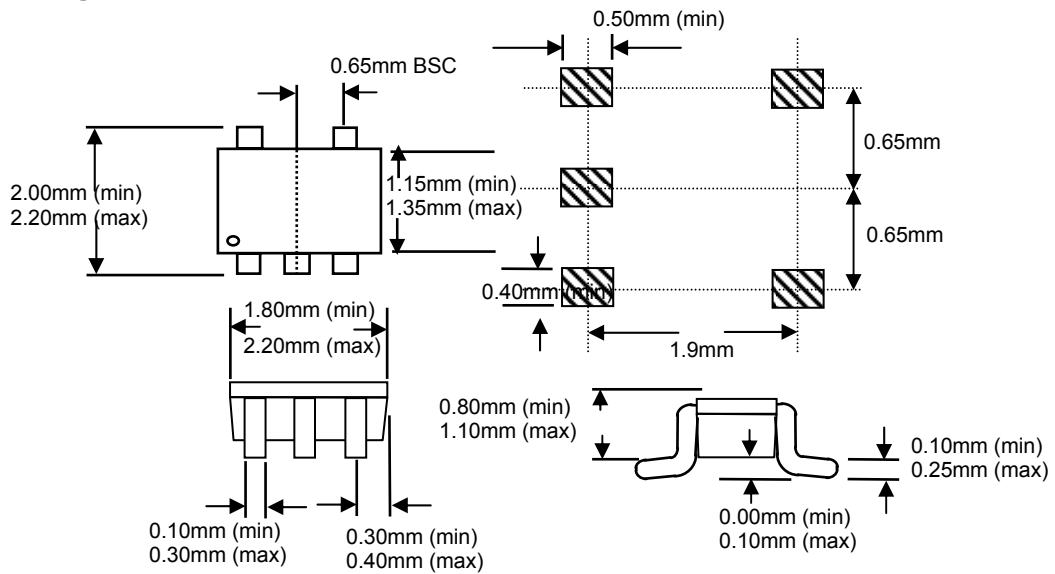 0.50mm (min)
0.65mm BSC
0.65mm
2.00mm (min)
2.20mm (max)
1.15mm (min)
1.35mm (max)
0.65mm
0.40mm (min)
1.80mm (min)
2.20mm (max)
1.9mm
0.80mm (min)
1.10mm (max)
0.10mm (min)
0.25mm (max)
0.10mm (min)
0.30mm (max)
0.30mm (min)
0.40mm (max)
0.00mm (min)
0.10mm (max)